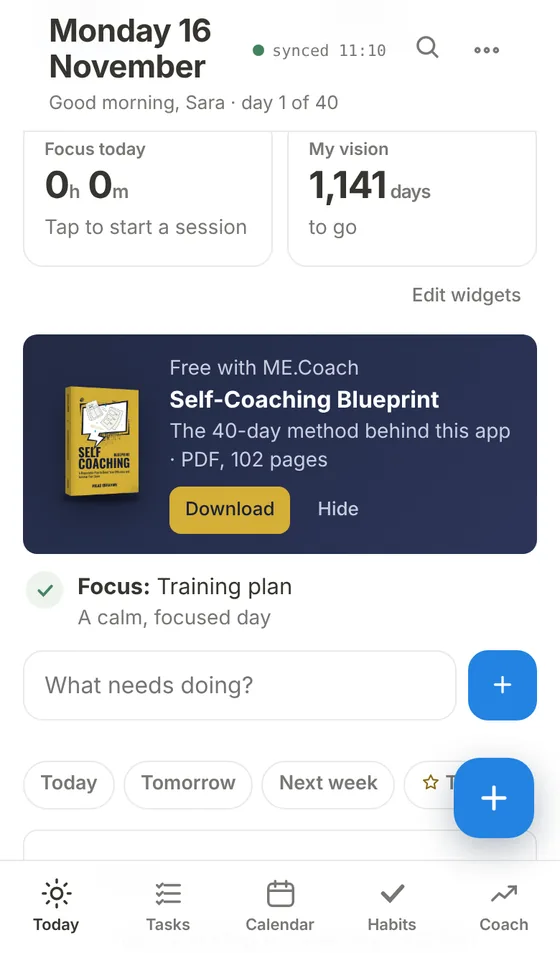 Monday 16
November
synced 11:10
Good morning, Sara · day 1 of 40
Focus today
0h 0m
Tap to start a session
My vision
1,141 days
to go
Edit widgets
SELF
COACHING
Free with ME.Coach
Self-Coaching Blueprint
The 40-day method behind this app
· PDF, 102 pages
Download
Hide
Focus: Training plan
A calm, focused day
What needs doing?
Today
Tomorrow
Next week
Today
Tasks
Calendar
Habits
Coach